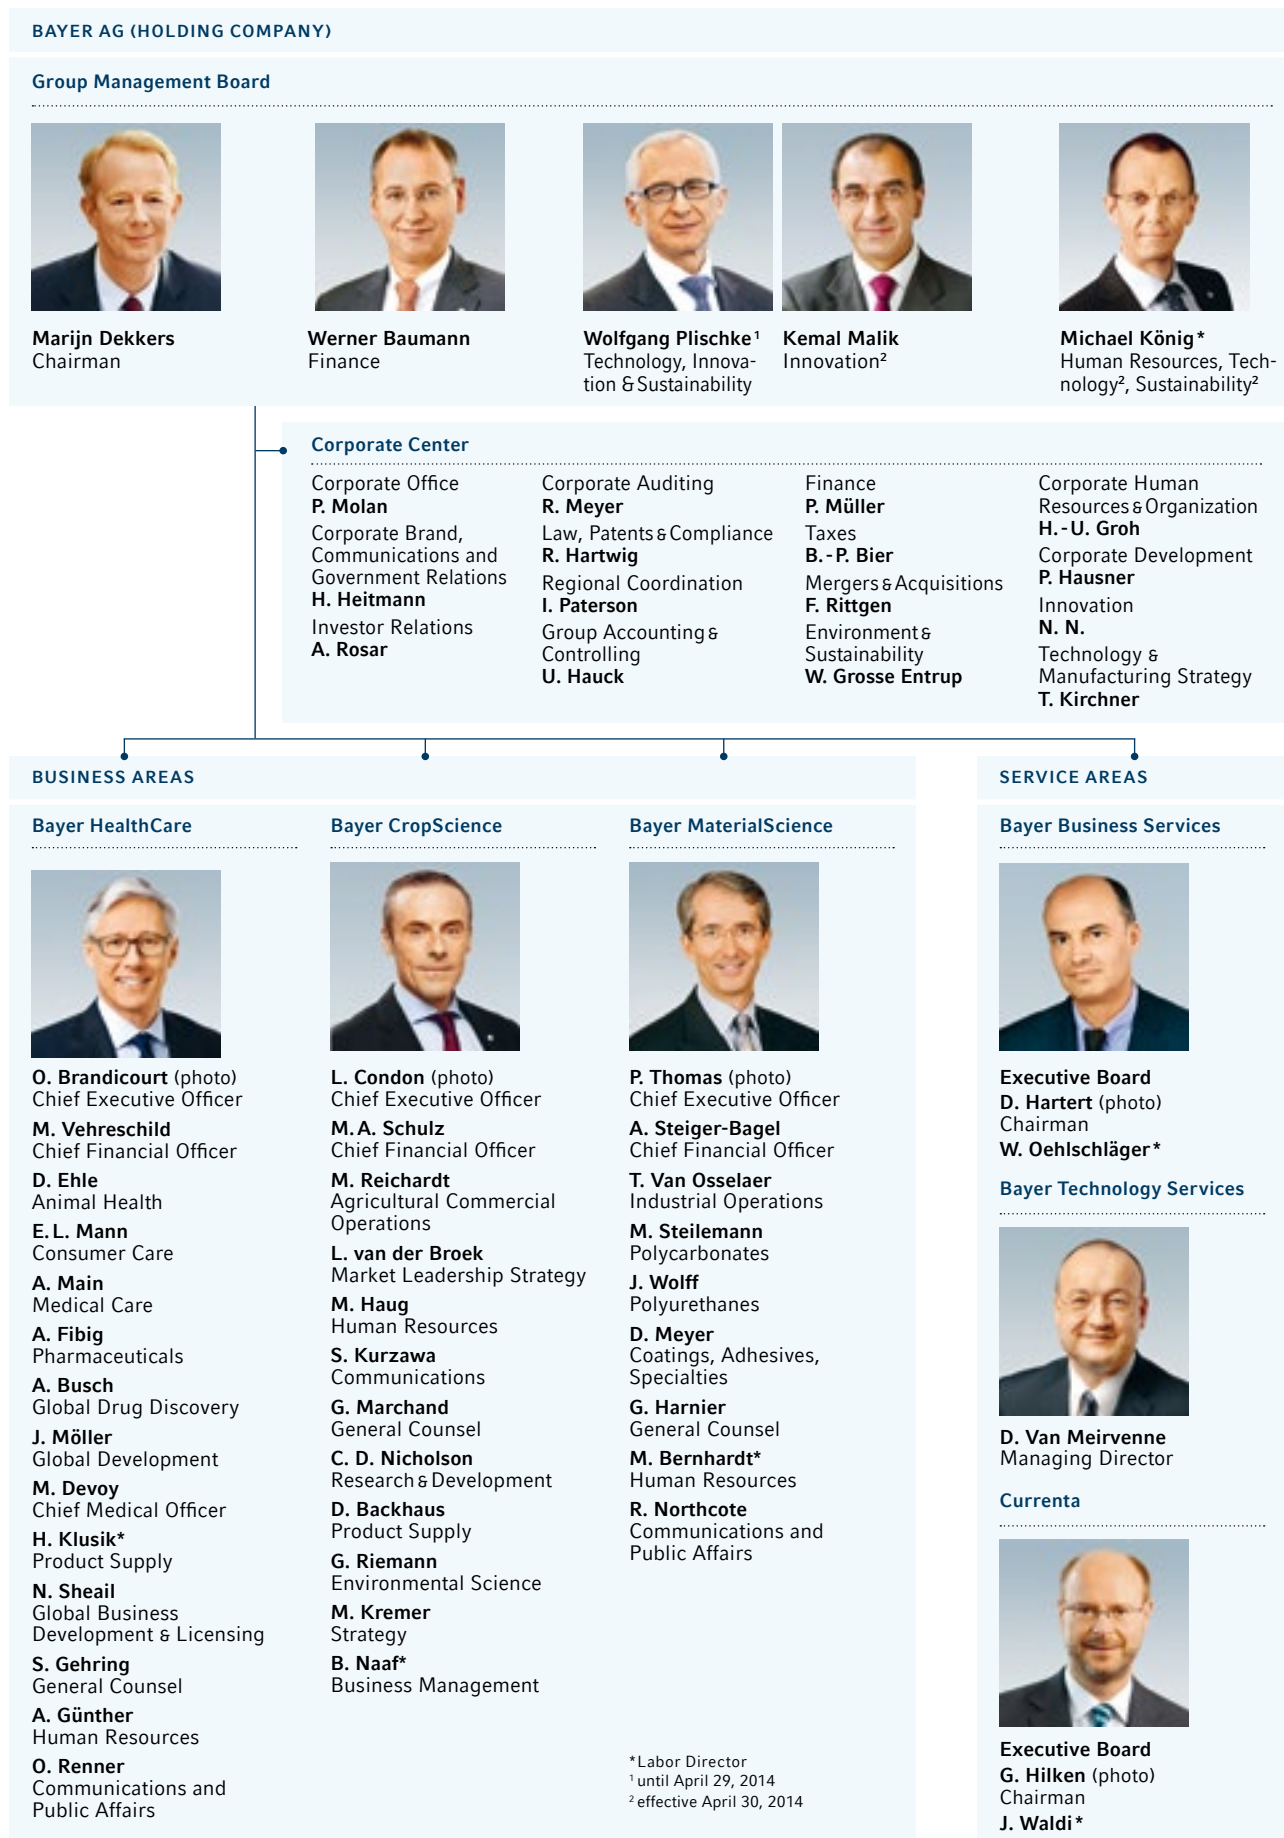 BAYER AG (HOLDING COMPANY)
Group Management Board
Marijn Dekkers
Chairman
Werner Baumann
Finance
Wolfgang Plischke¹
Technology, Innova-
tion & Sustainability
Kemal Malik
Innovation²
Michael König*
Human Resources, Tech-
nology², Sustainability²
Corporate Center
Corporate Office
P. Molan
Corporate Brand,
Communications and
Government Relations
H. Heitmann
Investor Relations
A. Rosar
Corporate Auditing
R. Meyer
Law, Patents & Compliance
R. Hartwig
Regional Coordination
I. Paterson
Group Accounting &
Controlling
U. Hauck
Finance
P. Müller
Taxes
B.-P. Bier
Mergers & Acquisitions
F. Rittgen
Environment &
Sustainability
W. Grosse Entrup
Corporate Human
Resources & Organization
H.-U. Groh
Corporate Development
P. Hausner
Innovation
N. N.
Technology &
Manufacturing Strategy
T. Kirchner
BUSINESS AREAS
Bayer HealthCare
O. Brandicourt (photo)
Chief Executive Officer
M. Vehreschild
Chief Financial Officer
D. Ehle
Animal Health
E. L. Mann
Consumer Care
A. Main
Medical Care
A. Fibig
Pharmaceuticals
A. Busch
Global Drug Discovery
J. Möller
Global Development
M. Devoy
Chief Medical Officer
H. Klusik*
Product Supply
N. Sheail
Global Business
Development & Licensing
S. Gehring
General Counsel
A. Günther
Human Resources
O. Renner
Communications and
Public Affairs
Bayer CropScience
L. Condon (photo)
Chief Executive Officer
M. A. Schulz
Chief Financial Officer
M. Reichardt
Agricultural Commercial
Operations
L. van der Broek
Market Leadership Strategy
M. Haug
Human Resources
S. Kurzawa
Communications
G. Marchand
General Counsel
C. D. Nicholson
Research & Development
D. Backhaus
Product Supply
G. Riemann
Environmental Science
M. Kremer
Strategy
B. Naaf*
Business Management
Bayer MaterialScience
P. Thomas (photo)
Chief Executive Officer
A. Steiger-Bagel
Chief Financial Officer
T. Van Osselaer
Industrial Operations
M. Steilemann
Polycarbonates
J. Wolff
Polyurethanes
D. Meyer
Coatings, Adhesives,
Specialties
G. Harnier
General Counsel
M. Bernhardt*
Human Resources
R. Northcote
Communications and
Public Affairs
*Labor Director
¹ until April 29, 2014
² effective April 30, 2014
SERVICE AREAS
Bayer Business Services
Executive Board
D. Hartert (photo)
Chairman
W. Oehlschläger*
Bayer Technology Services
D. Van Meirvenne
Managing Director
Currenta
Executive Board
G. Hilken (photo)
Chairman
J. Waldi*